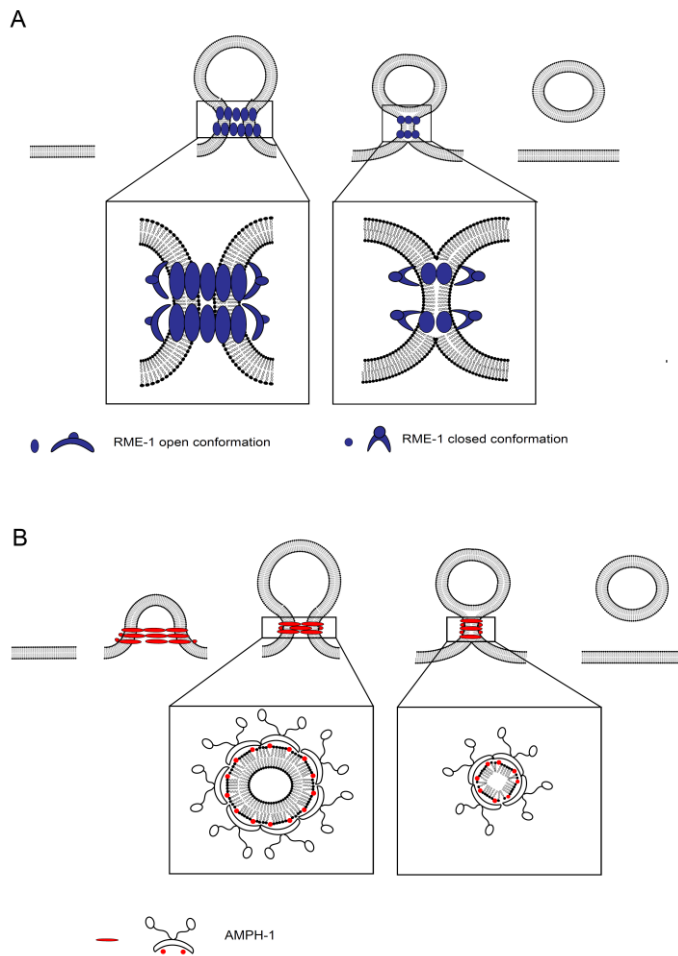 A
RME-1 open conformation
RME-1 closed conformation
B
AMPH-1